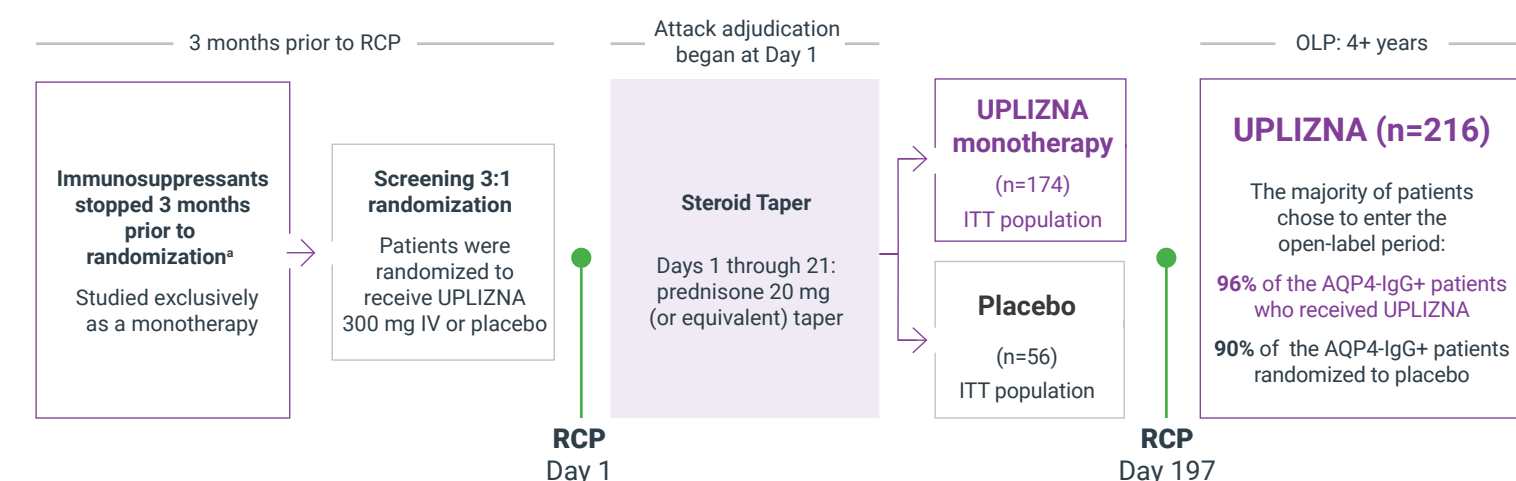 3 months prior to RCP
Immunosuppressants
stopped 3 months
prior to
randomizationᵃ
Studied exclusively
as a monotherapy
Screening 3:1
randomization
Patients were
randomized to
receive UPLIZNA
300 mg IV or placebo
RCP
Day 1
Attack adjudication
began at Day 1
Steroid Taper
Days 1 through 21:
prednisone 20 mg
(or equivalent) taper
UPLIZNA
monotherapy
(n=174)
ITT population
Placebo
(n=56)
ITT population
RCP
Day 197
OLP: 4+ years
UPLIZNA (n=216)
The majority of patients
chose to enter the
open-label period:
96% of the AQP4-IgG+ patients
who received UPLIZNA
90% of the AQP4-IgG+ patients
randomized to placebo